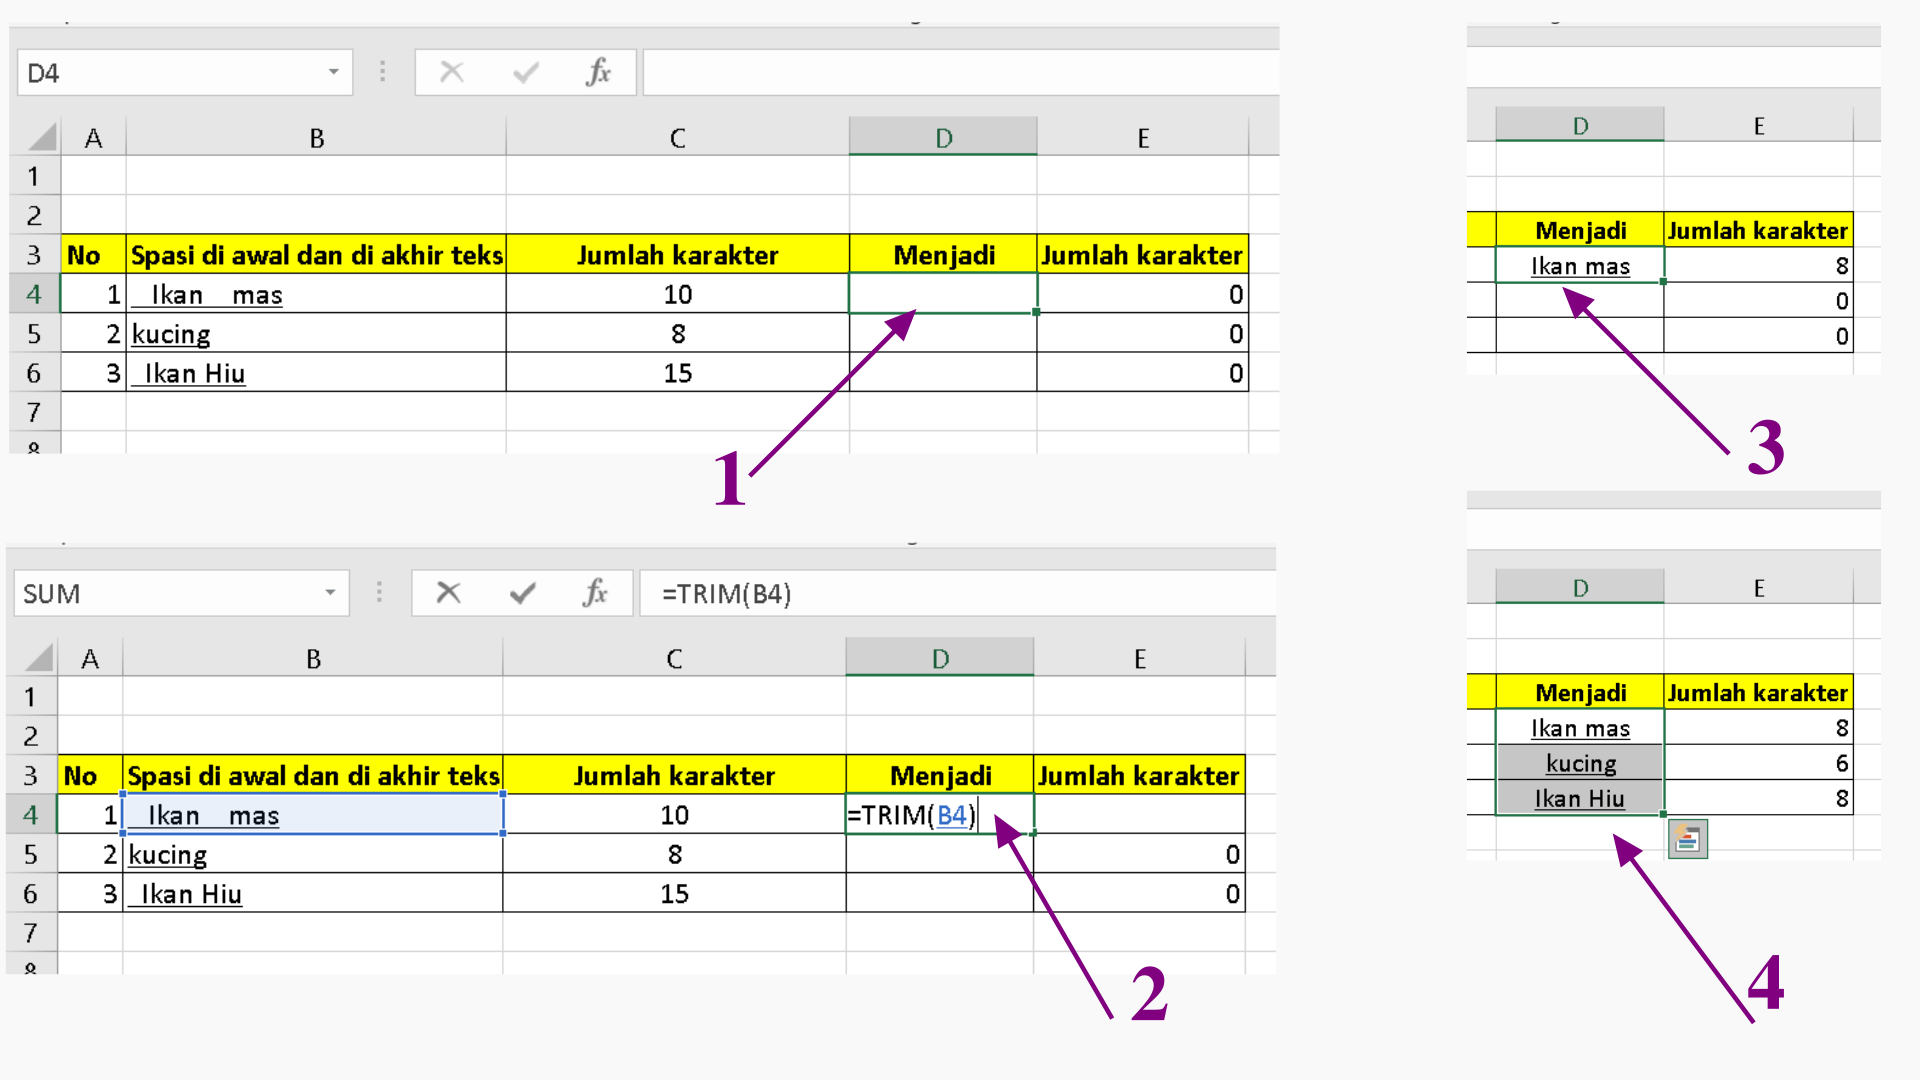 D4
fx
A B C D E
1
2
3 No Spasi di awal dan di akhir teks Jumlah karakter Menjadi Jumlah karakter
4 1 Ikan mas 10 0
5 2 kucing 8 0
6 3 Ikan Hiu 15 0
7
8
1
SUM
fx
=TRIM(B4)
A B C D E
1
2
3 No Spasi di awal dan di akhir teks Jumlah karakter Menjadi Jumlah karakter
4 1 Ikan mas 10 =TRIM(B4)
5 2 kucing 8 0
6 3 Ikan Hiu 15 0
7
8
2
D E
Menjadi Jumlah karakter
Ikan mas 8
0
0
3
D E
Menjadi Jumlah karakter
Ikan mas 8
kucing 6
Ikan Hiu 8
4